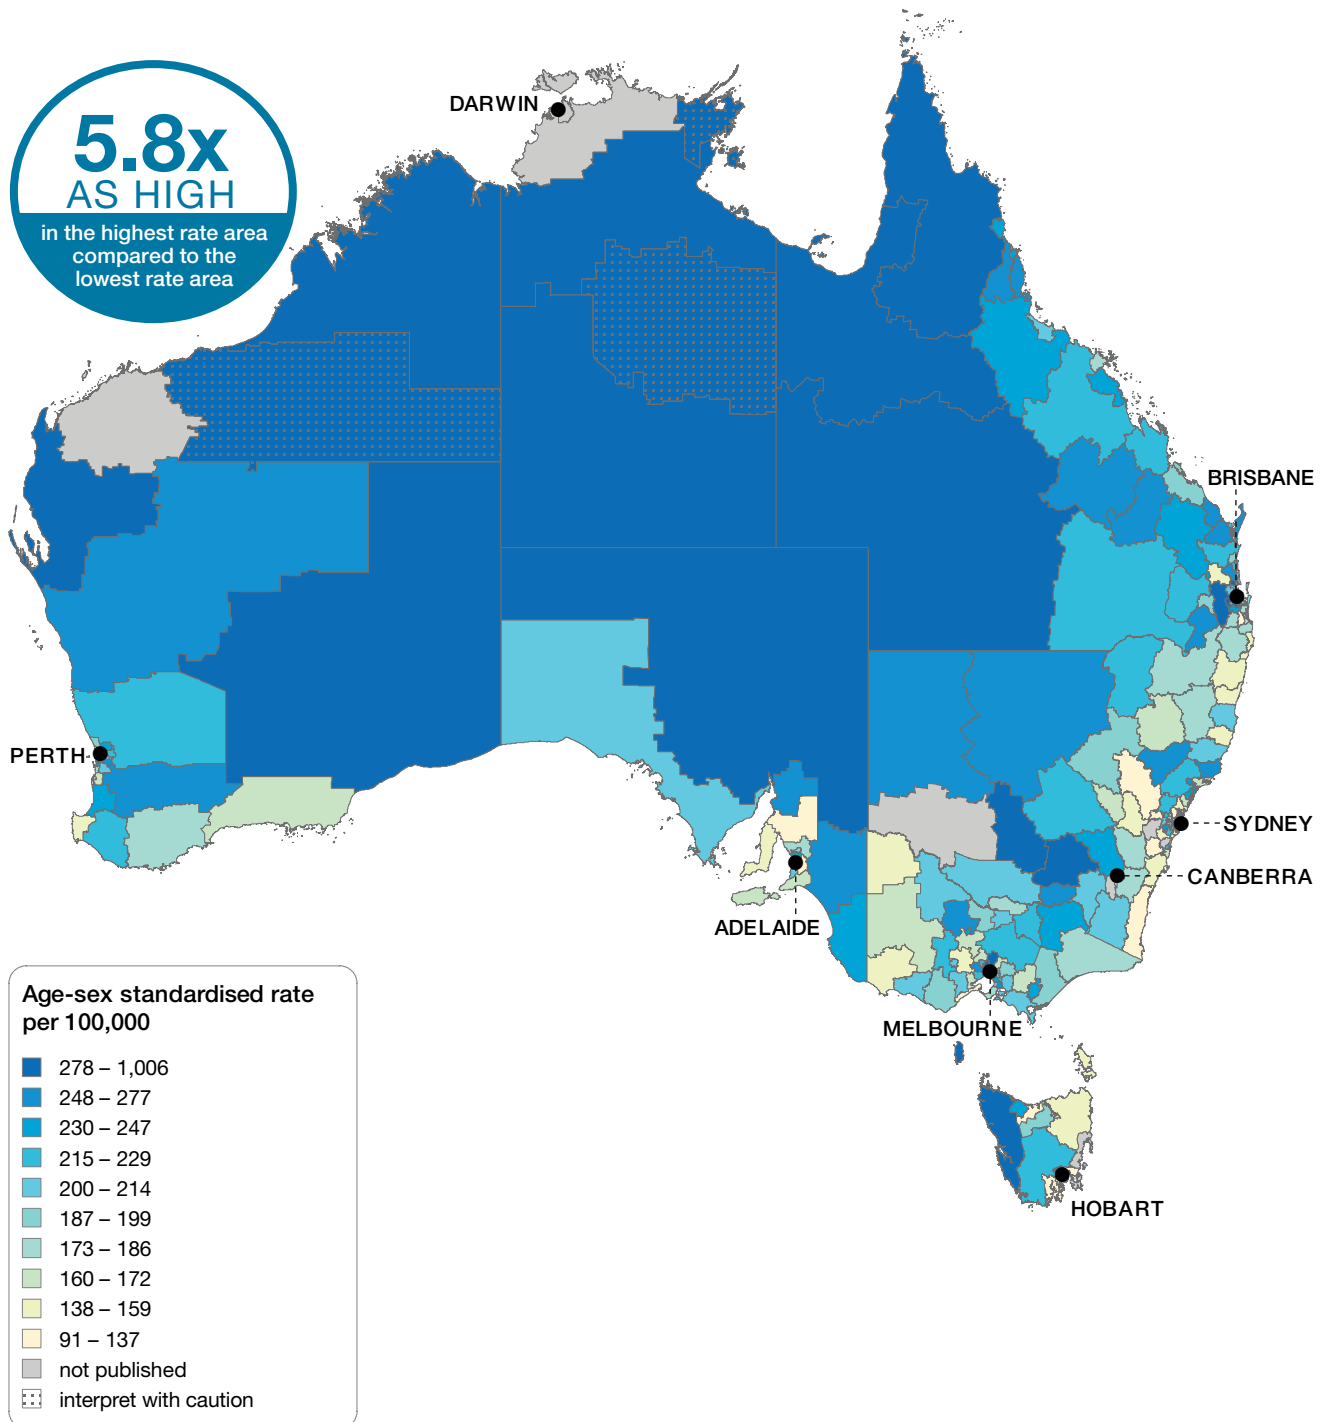 5.8x
AS HIGH
in the highest rate area
compared to the
lowest rate area
DARWIN
BRISBANE
PERTH
SYDNEY
CANBERRA
ADELAIDE
MELBOURNE
HOBART
Age-sex standardised rate
per 100,000
278 – 1,006
248 – 277
230 – 247
215 – 229
200 – 214
187 – 199
173 – 186
160 – 172
138 – 159
91 – 137
not published
interpret with caution